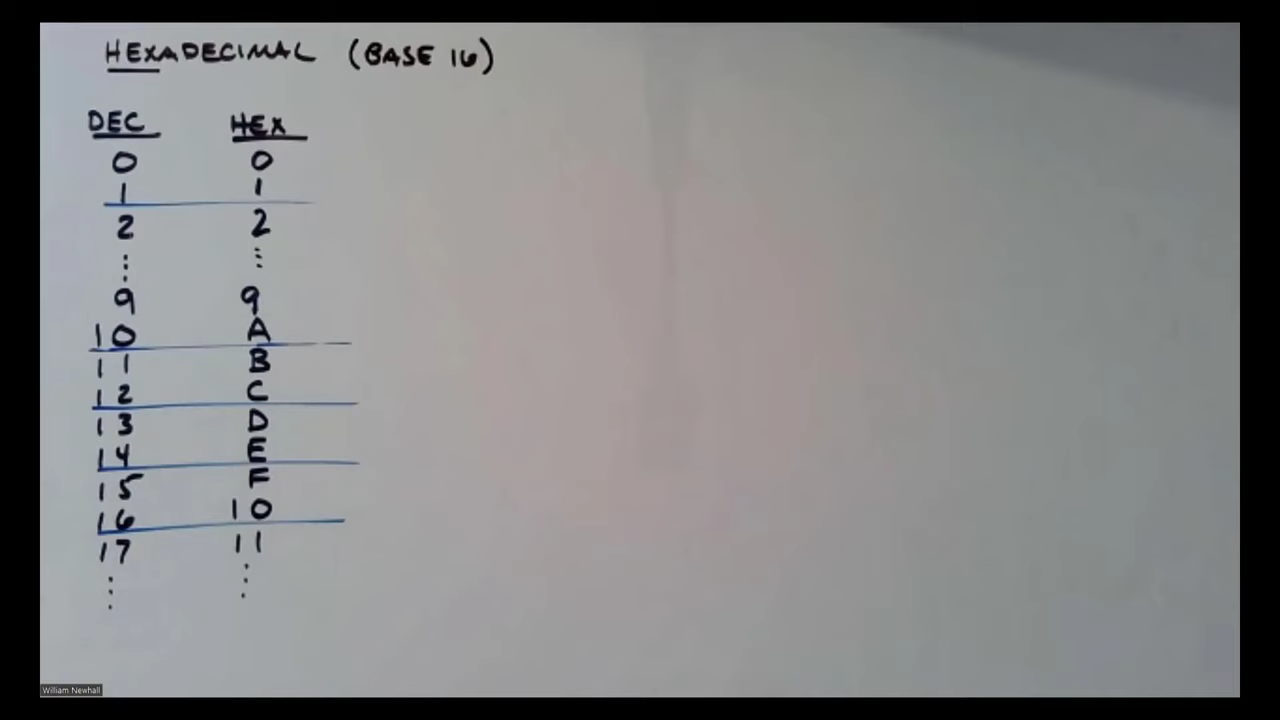 HEXADECIMAL (BASE 16)
DEC HEX
0 0
1 1
2 2
⋮ ⋮
9 9
10 A
11 B
12 C
13 D
14 E
15 F
16 10
17 11
⋮ ⋮
William Newhall